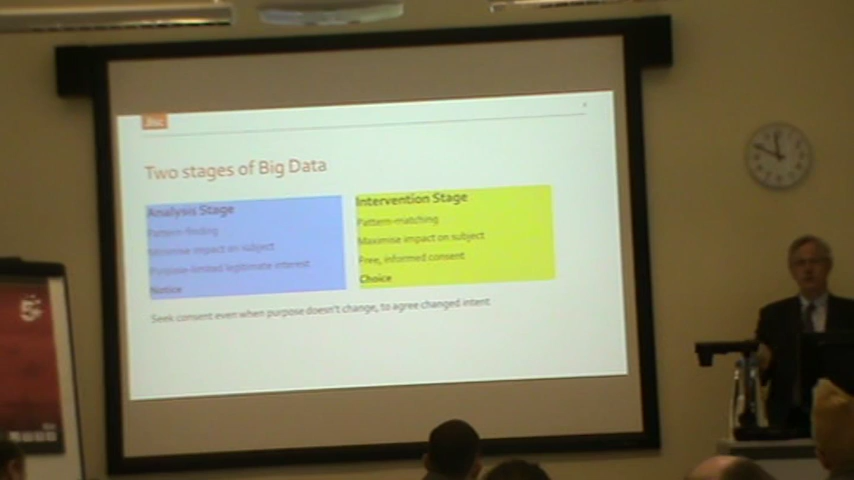 Jisc
Two stages of Big Data
Analysis Stage
Pattern-finding
Minimise impact on subject
Purpose-limited legitimate interest
Notice
Intervention Stage
Pattern-matching
Maximise impact on subject
Free, informed consent
Choice
Seek consent even when purpose doesn't change, to agree changed intent